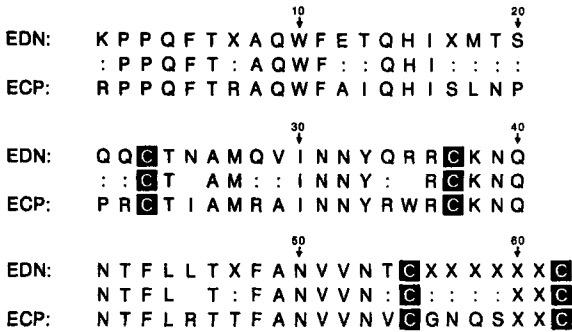 10 20
EDN: K P P Q F T X A Q W F E T Q H I X M T S
: P P Q F T : A Q W F : : Q H I : : : :
ECP: R P P Q F T R A Q W F A I Q H I S L N P
30 40
EDN: Q Q C T N A M Q V I N N Y Q R R C K N Q
: : C T A M : : I N N Y : R C K N Q
ECP: P R C T I A M R A I N N Y R W R C K N Q
50 60
EDN: N T F L L T X F A N V V N T C X X X X X X C
N T F L T : F A N V V N : C : : : : X X C
ECP: N T F L R T T F A N V V N V C G N Q S X X C